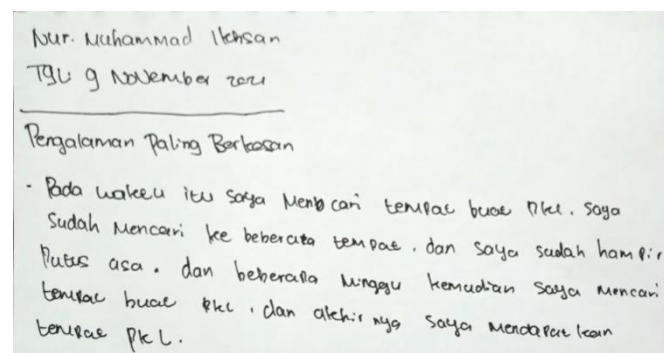 Nur. Muhammad Ikhsan
Tgl: 9 November 2021
Pengalaman Paling Berkesan
- Pada waktu itu saya Mencari tempat buat Pkl. saya
Sudah Mencari ke beberapa tempat. dan saya sudah hampir
Putus asa. dan beberapa Minggu kemudian saya Mencari
tempat buat Pkl, dan akhirnya saya Mendapatkan
tempat PKL.